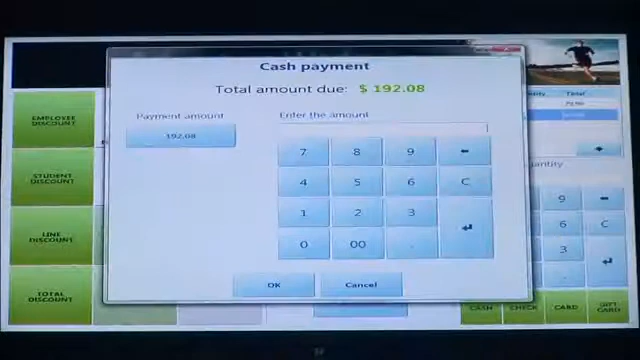 Cash payment
Total amount due: $ 192.08
Payment amount
192.08
Enter the amount
7 8 9 ←
4 5 6 C
1 2 3 ↵
0 00 .
OK Cancel
EMPLOYEE DISCOUNT
STUDENT DISCOUNT
LINE DISCOUNT
TOTAL DISCOUNT
Total
9 ←
6 C
3 ↵
.
CASH CHECK CARD GIFT CARD